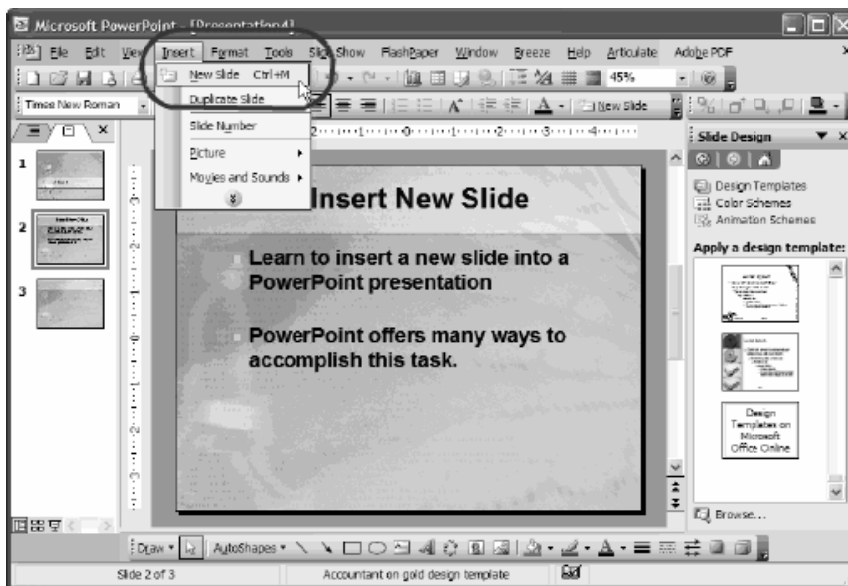 Microsoft PowerPoint - [Presentation4]
File Edit View Insert Format Tools Slide Show FlashPaper Window Breeze Help Articulate Adobe PDF
New Slide Ctrl+M
45%
Times New Roman
Duplicate Slide
New Slide
Slide Number
Picture
Movies and Sounds
Slide Design
Design Templates
Color Schemes
Animation Schemes
Apply a design template:
Design
Templates on
Microsoft
Office Online
Browse...
1
2
3
Insert New Slide
Learn to insert a new slide into a
PowerPoint presentation
PowerPoint offers many ways to
accomplish this task.
Draw AutoShapes
Slide 2 of 3
Accountant on gold design template